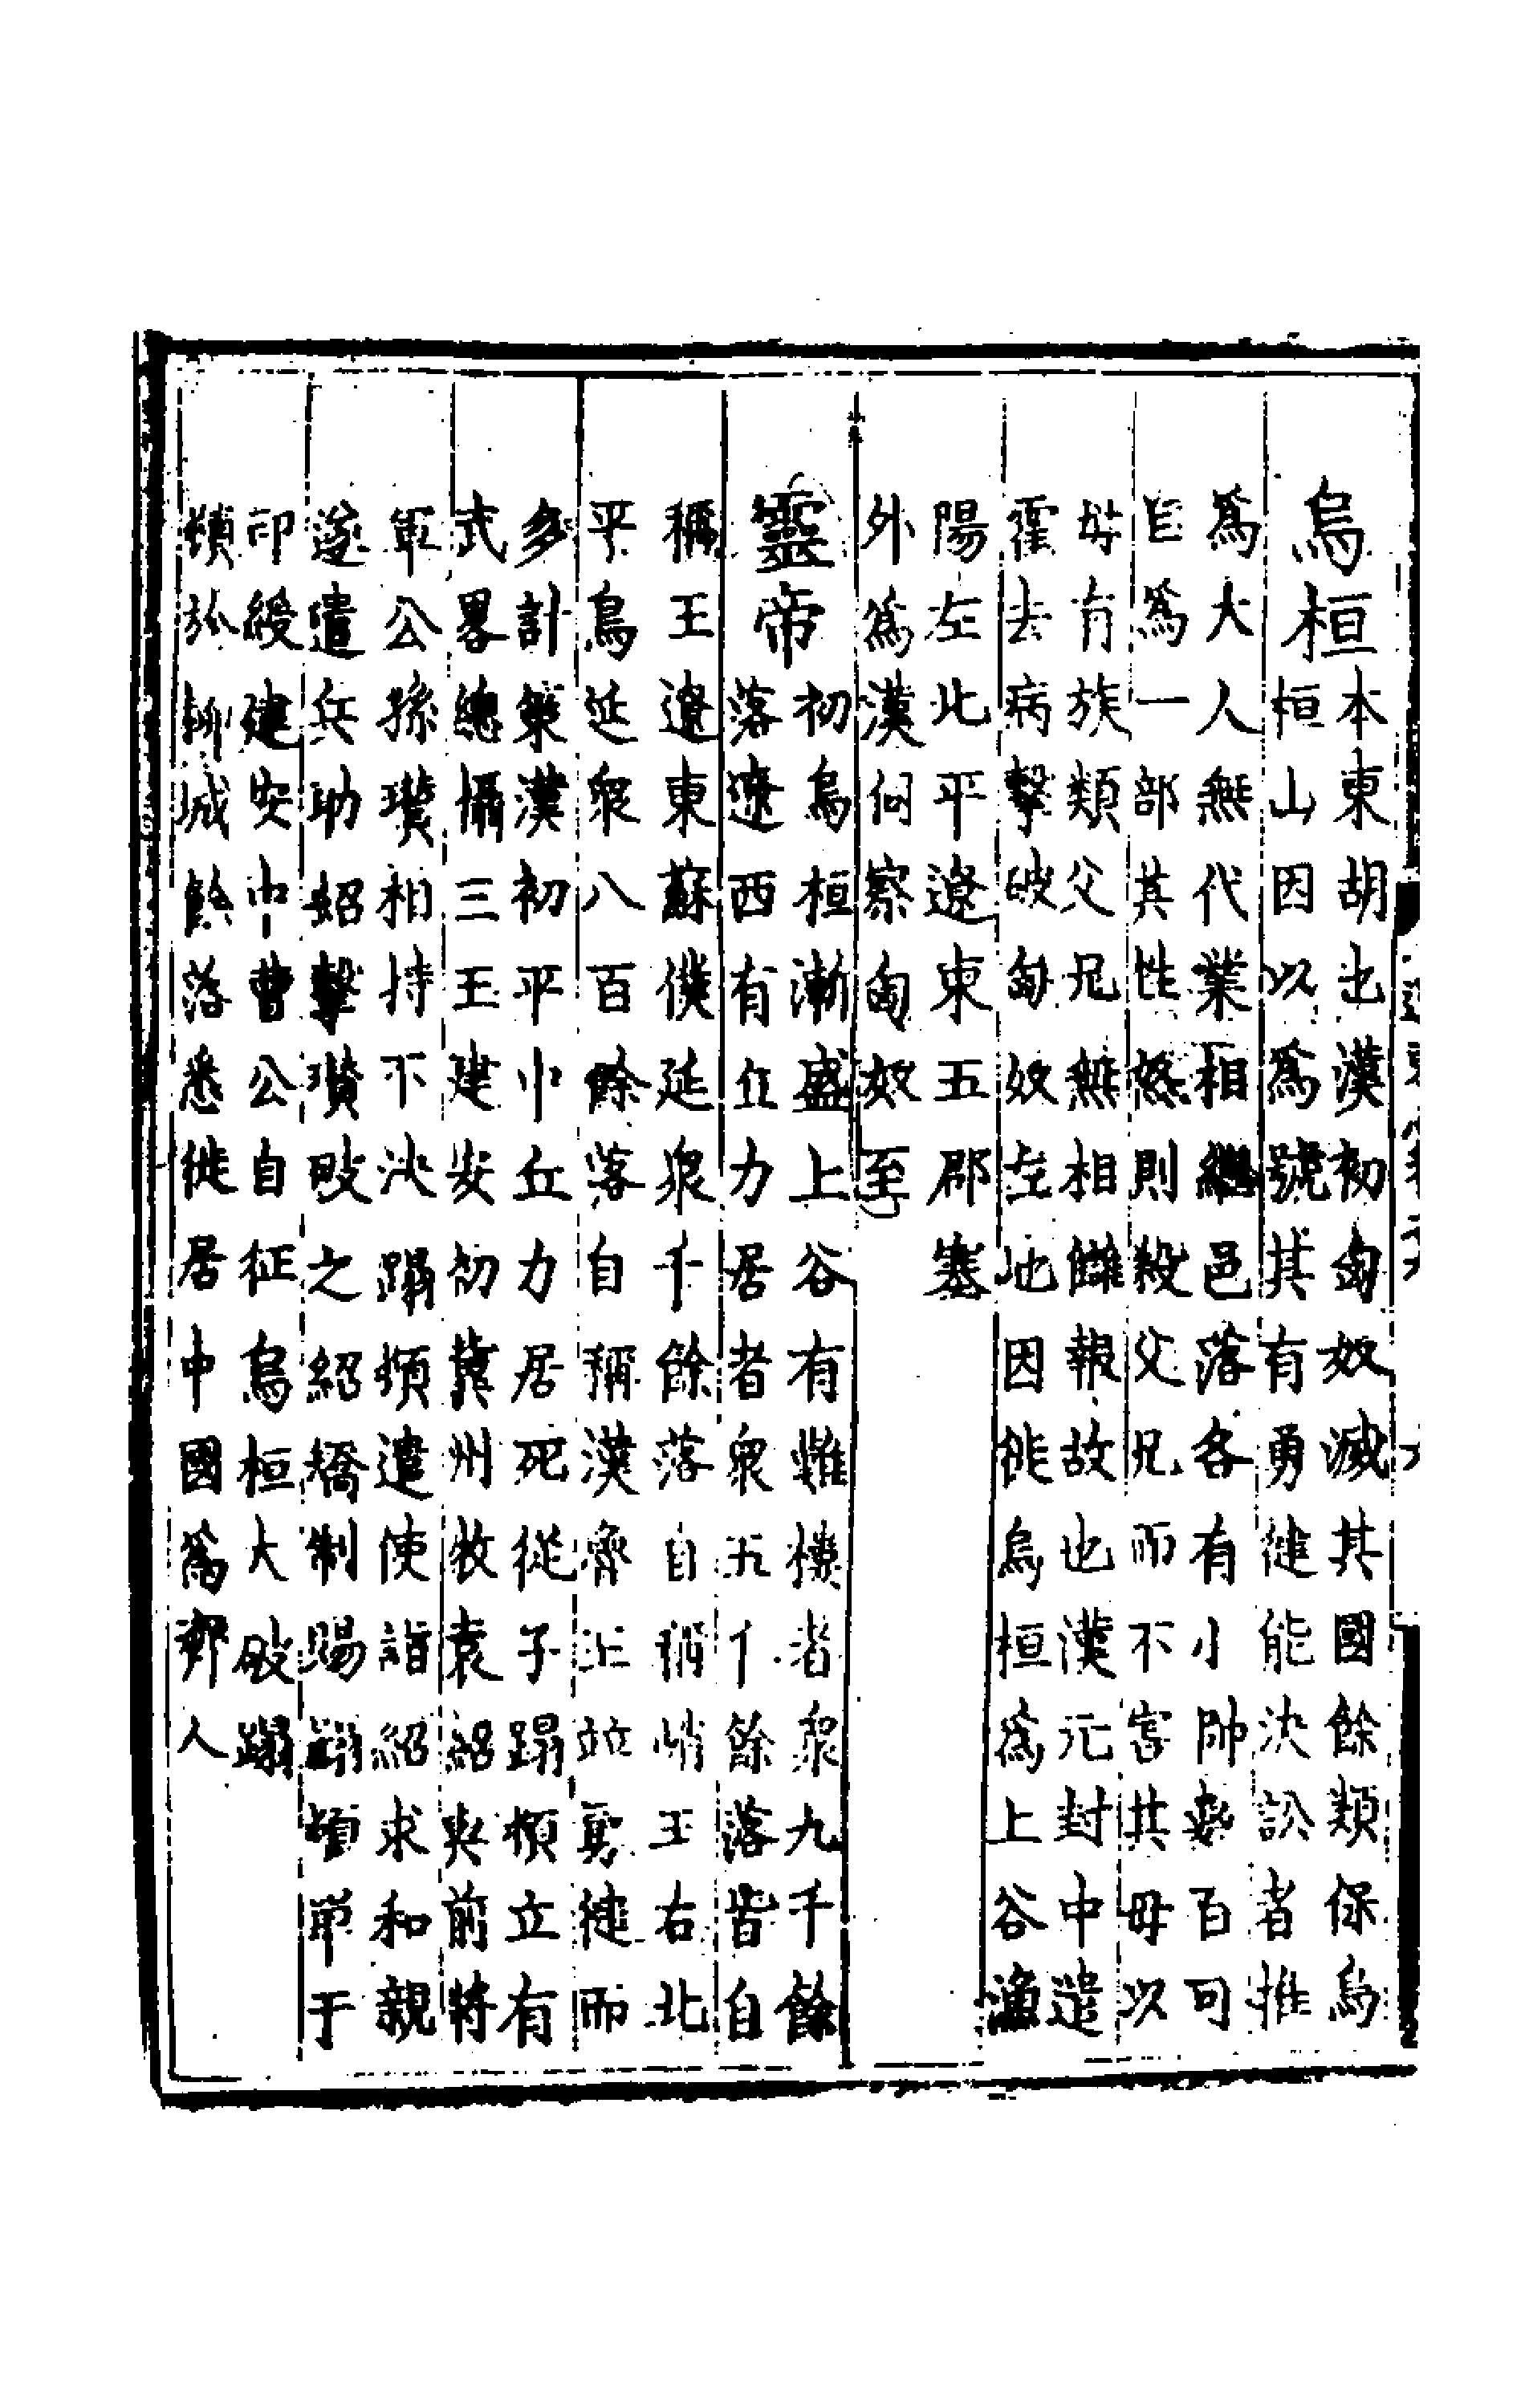 烏桓
本東胡也漢初匈奴滅其國餘類保烏
桓山因以為號其有勇健能決訟者推
為大人無代業相繼邑落各有小帥數百
自為一部其性怒則殺父兄而不害其母以
母有族類父兄無相讎報故也漢元封中遣
霍去病擊破匈奴左地因徙烏桓為上谷漁
陽左北平遼東五郡塞
外為漢伺察匈奴至
靈帝
初烏桓漸盛上谷有難樓者衆九千餘
落遼西有丘力居者衆五千餘落皆自
稱王遼東蘇僕延衆千餘落自稱峭王右北
平烏延衆八百餘落自稱漢魯王並勇健而
多計策漢初平中丘力居死從子蹋頓立有
武畧總攝三王建安初冀州牧袁紹與前將
軍公孫瓚相持不決蹋頓遣使詣紹求和親
遂遣兵助紹擊瓚破之紹矯制賜蹋頓單于
印綬建安中曹公自征烏桓大破蹋
頓於柳城餘落悉徙居中國為鄉人